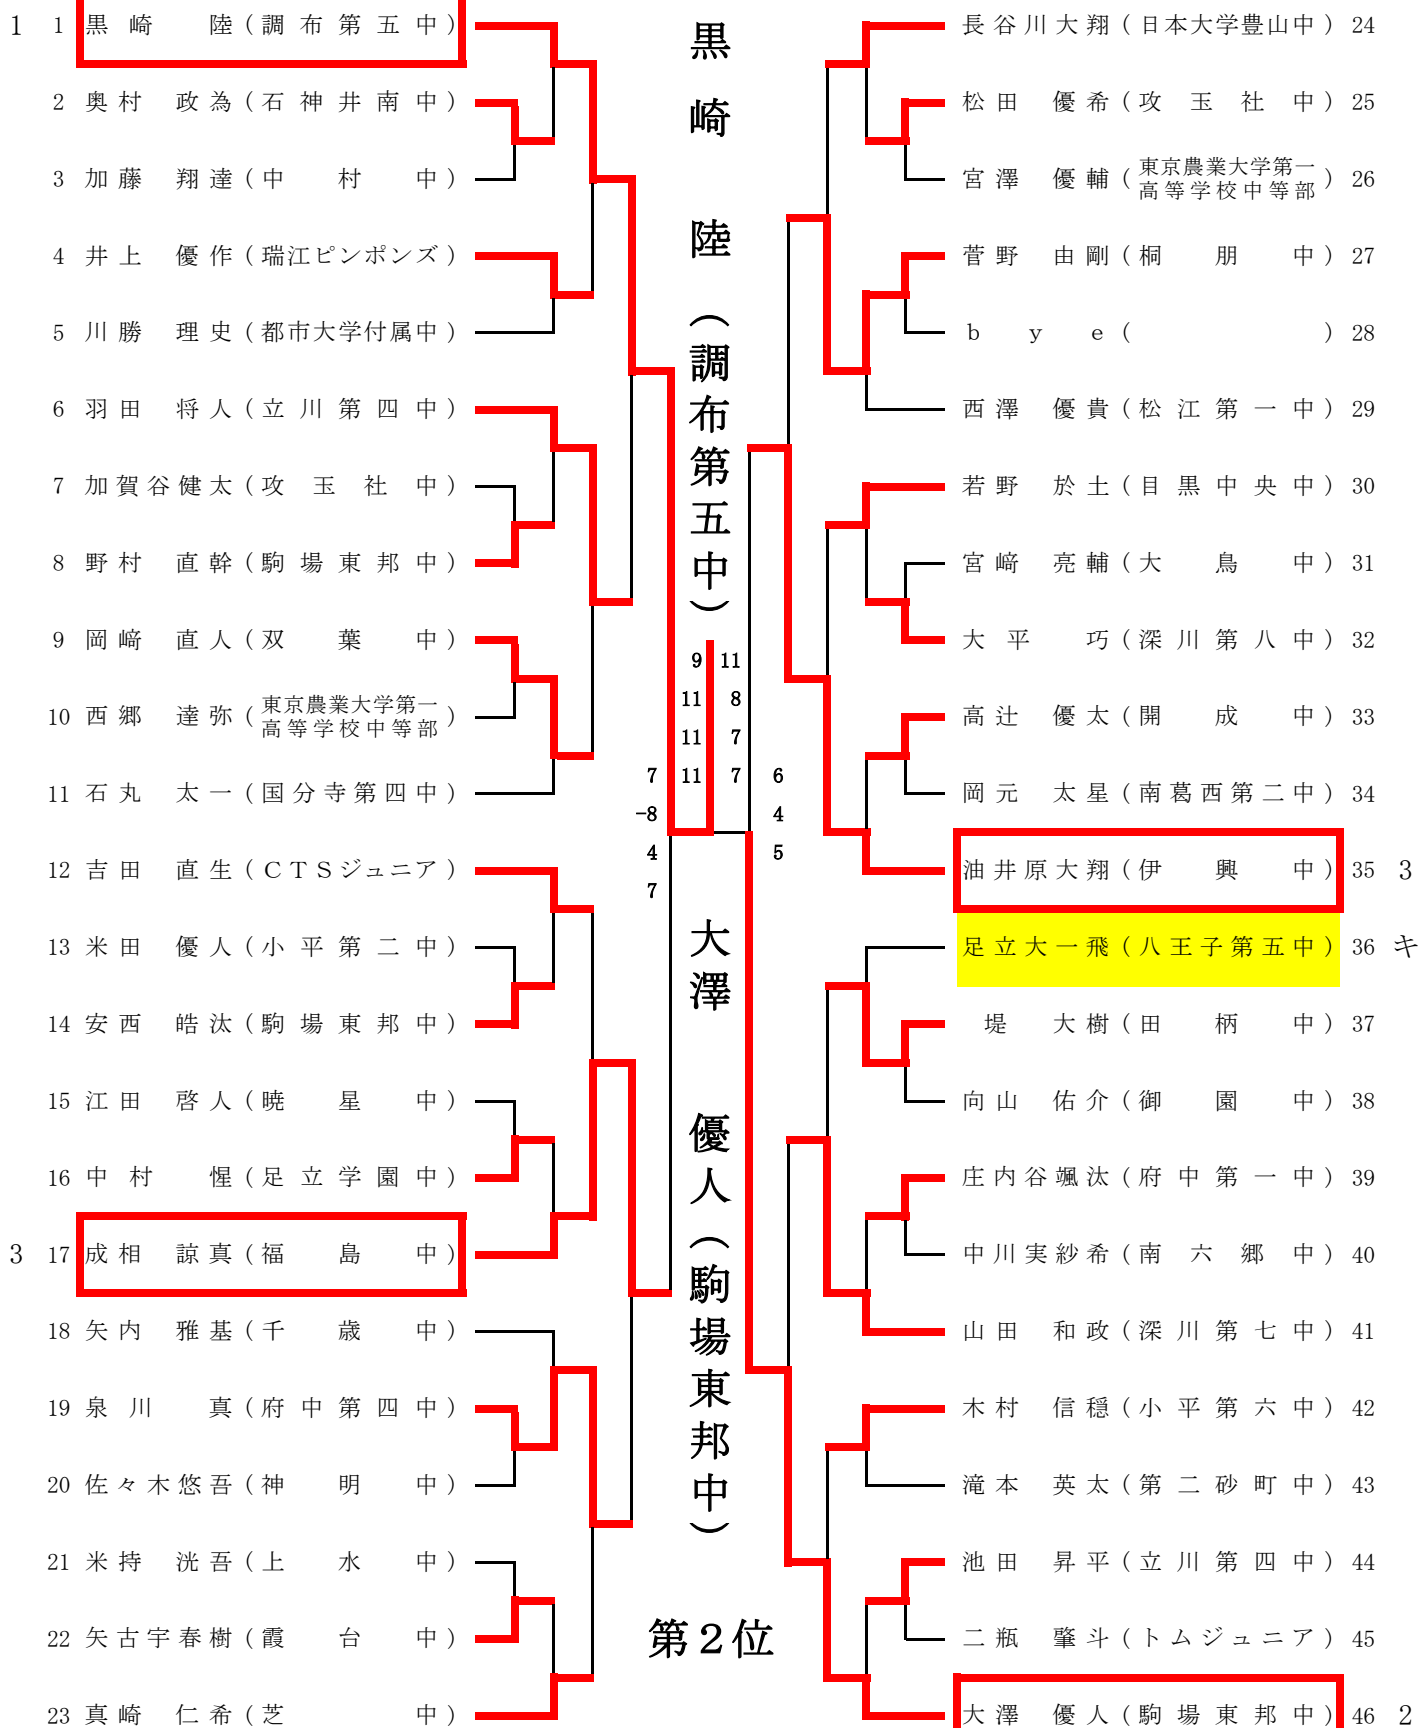 1 1 黒崎 陸(調布第五中)
2 奥村 政為(石神井南中)
3 加藤 翔達(中村中)
4 井上 優作(瑞江ピンポンズ)
5 川勝 理史(都市大学付属中)
6 羽田 将人(立川第四中)
7 加賀谷健太(攻玉社中)
8 野村 直幹(駒場東邦中)
9 岡﨑 直人(双葉中)
10 西郷 達弥(東京農業大学第一
高等学校中等部)
11 石丸 太一(国分寺第四中)
12 吉田 直生(CTSジュニア)
13 米田 優人(小平第二中)
14 安西 皓汰(駒場東邦中)
15 江田 啓人(暁星中)
16 中村 惺(足立学園中)
3 17 成相 諒真(福島中)
18 矢内 雅基(千歳中)
19 泉川 真(府中第四中)
20 佐々木悠吾(神明中)
21 米持 洸吾(上水中)
22 矢古宇春樹(霞台中)
23 真崎 仁希(芝中)
黒崎 陸(調布第五中)
9 11
11 8
11 7
11 7
7
-8
4
7
6
4
5
大澤 優人(駒場東邦中)
第2位
長谷川大翔(日本大学豊山中) 24
松田 優希(攻玉社中) 25
宮澤 優輔(東京農業大学第一
高等学校中等部) 26
菅野 由剛(桐朋中) 27
bye( ) 28
西澤 優貴(松江第一中) 29
若野 於士(目黒中央中) 30
宮﨑 亮輔(大鳥中) 31
大平 巧(深川第八中) 32
高辻 優太(開成中) 33
岡元 太星(南葛西第二中) 34
油井原大翔(伊興中) 35 3
足立大一飛(八王子第五中) 36 キ
堤 大樹(田柄中) 37
向山 佑介(御園中) 38
庄内谷颯汰(府中第一中) 39
中川実紗希(南六郷中) 40
山田 和政(深川第七中) 41
木村 信穏(小平第六中) 42
滝本 英太(第二砂町中) 43
池田 昇平(立川第四中) 44
二瓶 肇斗(トムジュニア) 45
大澤 優人(駒場東邦中) 46 2